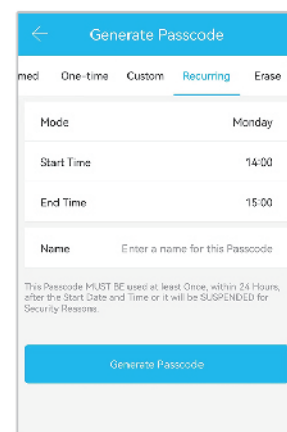 Generate Passcode
med One-time Custom Recurring Erase
Mode Monday
Start Time 14:00
End Time 15:00
Name Enter a name for this Passcode
This Passcode MUST BE used at least Once, within 24 Hours,
after the Start Date and Time or it will be SUSPENDED for
Security Reasons.
Generate Passcode